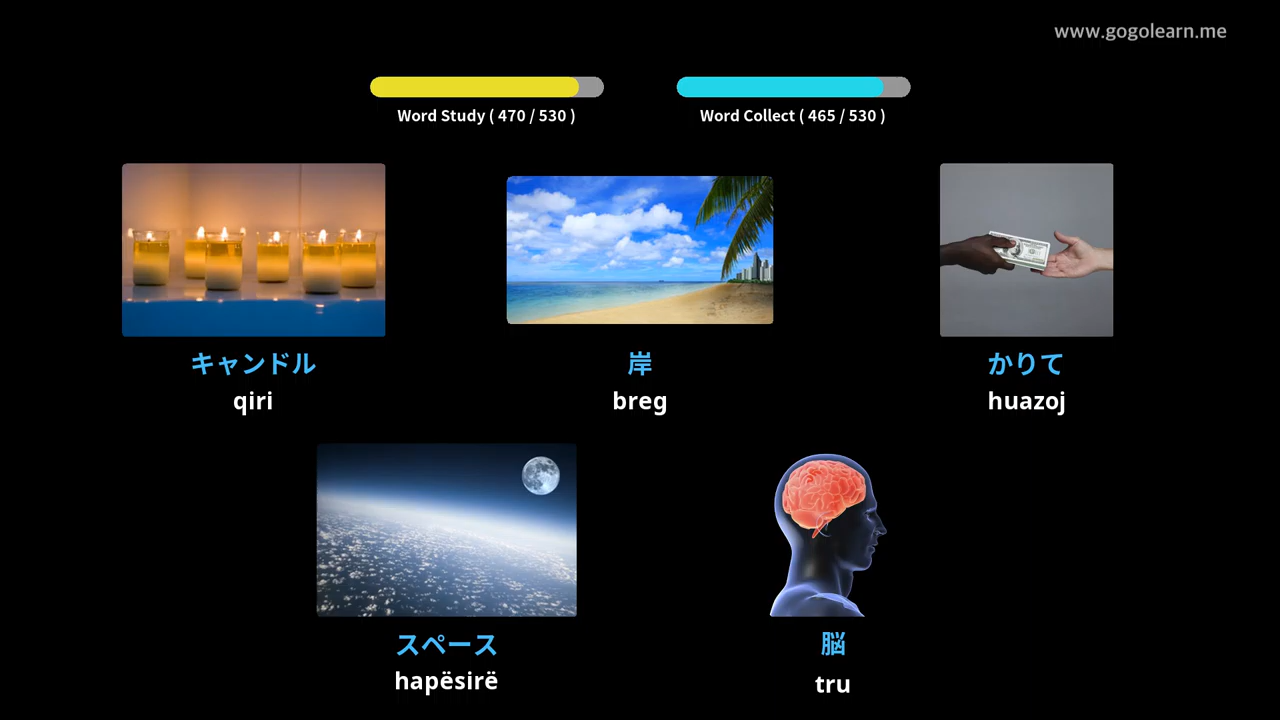 www.gogolearn.me
Word Study ( 470 / 530 )
Word Collect ( 465 / 530 )
キャンドル
qiri
岸
breg
かりて
huazoj
スペース
hapësirë
脳
tru